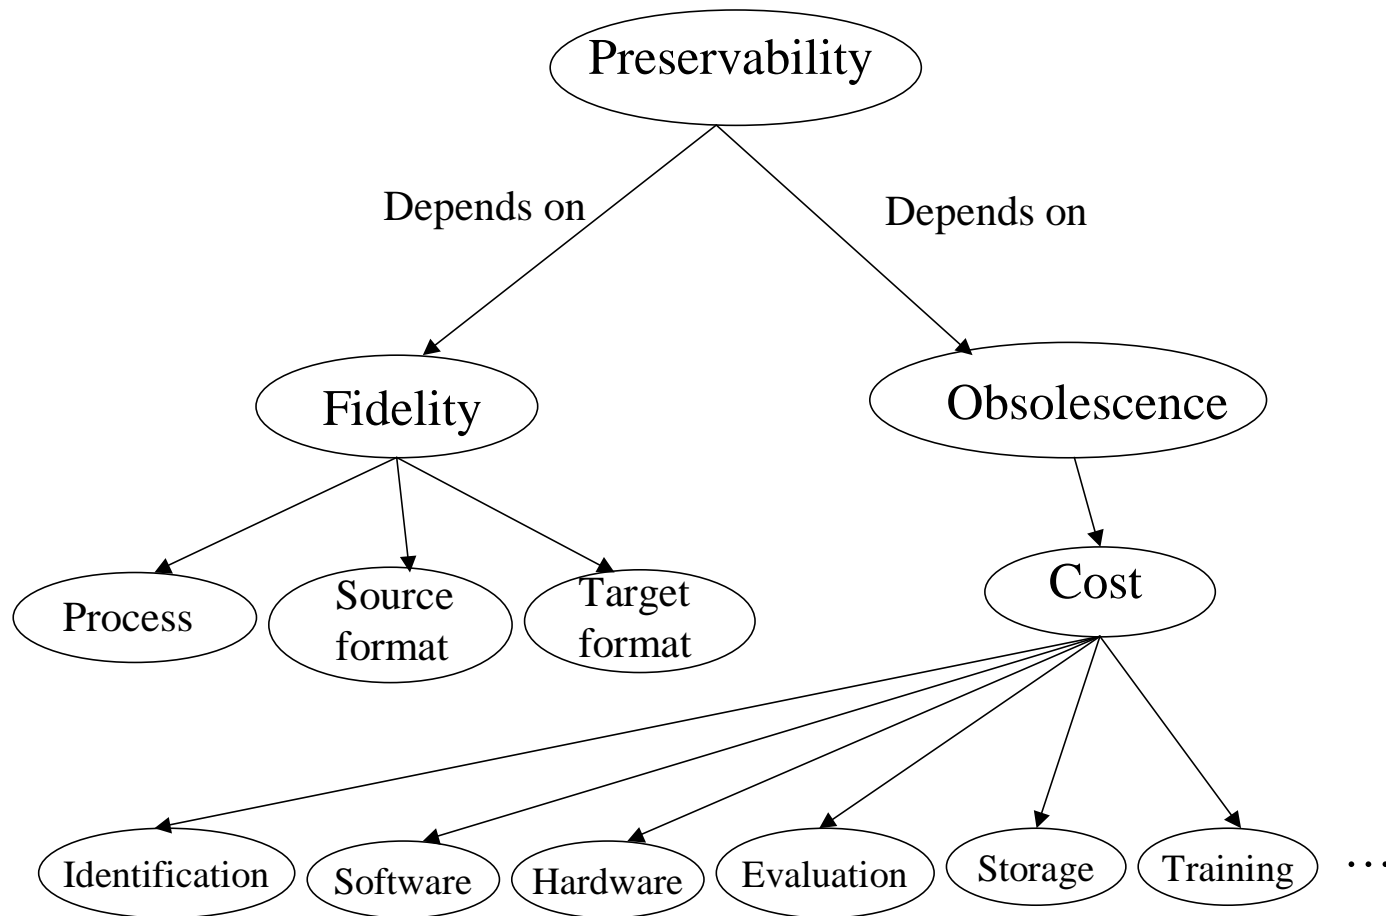 Preservability
Depends on
Depends on
Fidelity
Obsolescence
Process
Source
format
Target
format
Cost
Identification
Software
Hardware
Evaluation
Storage
Training
...